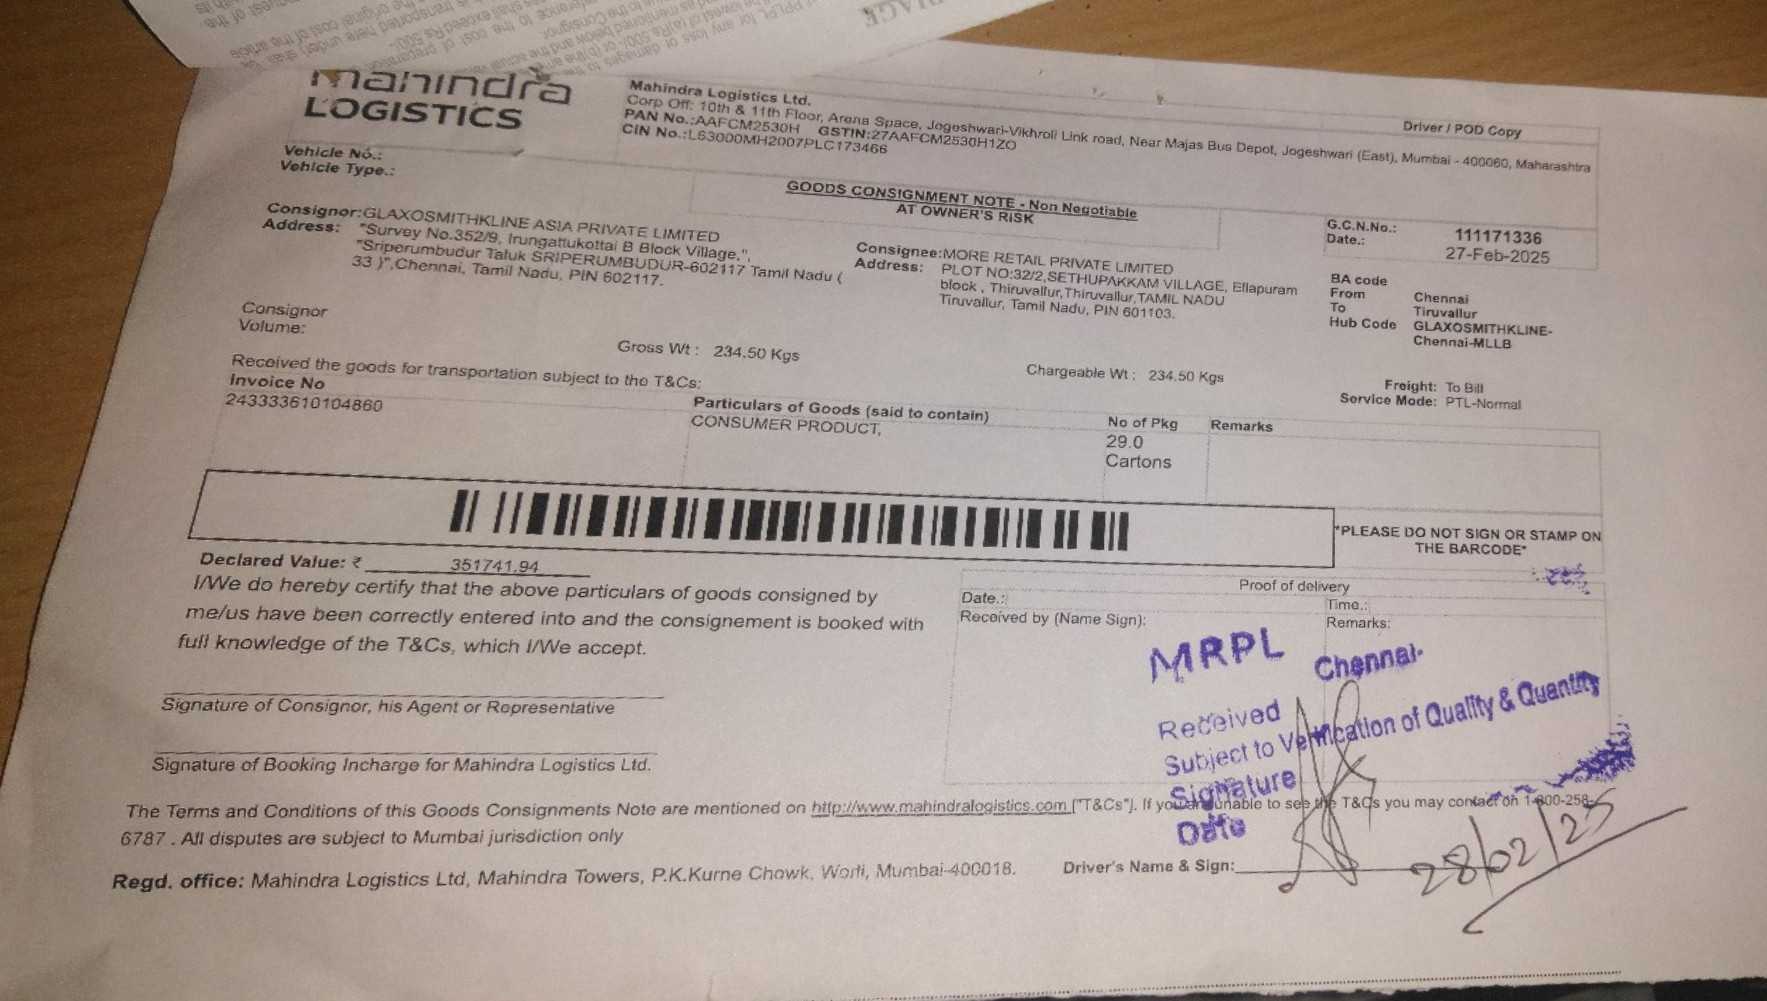 mahindra
LOGISTICS
Mahindra Logistics Ltd.
Corp Off: 10th & 11th Floor, Arena Space, Jogeshwari-Vikhroli Link road, Near Majas Bus Depot, Jogeshwari (East), Mumbai - 400060, Maharashtra
PAN No.:AAFCM2530H GSTIN:27AAFCM2530H1ZO
CIN No.:L63000MH2007PLC173466
Driver / POD Copy
Vehicle No.:
Vehicle Type.:
GOODS CONSIGNMENT NOTE - Non Negotiable
AT OWNER'S RISK
Consignor:GLAXOSMITHKLINE ASIA PRIVATE LIMITED
Address: "Survey No.352/9, Irungattukottai B Block Village,",
"Sriperumbudur Taluk SRIPERUMBUDUR-602117 Tamil Nadu (
33 )",Chennai, Tamil Nadu, PIN 602117.
Consignee:MORE RETAIL PRIVATE LIMITED
Address: PLOT NO:32/2,SETHUPAKKAM VILLAGE, Ellapuram
block , Thiruvallur,Thiruvallur,TAMIL NADU
Tiruvallur, Tamil Nadu, PIN 601103.
G.C.N.No.: 111171336
Date.: 27-Feb-2025
BA code
From Chennai
To Tiruvallur
Hub Code GLAXOSMITHKLINE-
Chennai-MLLB
Consignor
Volume:
Gross Wt : 234.50 Kgs
Chargeable Wt : 234.50 Kgs
Freight: To Bill
Service Mode: PTL-Normal
Received the goods for transportation subject to the T&Cs:
Invoice No
243333610104860
Particulars of Goods (said to contain)
CONSUMER PRODUCT,
No of Pkg
29.0
Cartons
Remarks
*PLEASE DO NOT SIGN OR STAMP ON
THE BARCODE*
Declared Value: ₹ 351741.94
I/We do hereby certify that the above particulars of goods consigned by
me/us have been correctly entered into and the consignement is booked with
full knowledge of the T&Cs, which I/We accept.
Proof of delivery
Date.:
Time.:
Received by (Name Sign):
Remarks:
MRPL Chennai-
Received
Subject to Verification of Quality & Quantity
Signature
Date
Signature of Consignor, his Agent or Representative
Signature of Booking Incharge for Mahindra Logistics Ltd.
The Terms and Conditions of this Goods Consignments Note are mentioned on http://www.mahindralogistics.com ["T&Cs"]. If you are unable to see the T&Cs you may contact on 1-800-258-
6787 . All disputes are subject to Mumbai jurisdiction only
Regd. office: Mahindra Logistics Ltd, Mahindra Towers, P.K.Kurne Chowk, Worli, Mumbai-400018.
Driver's Name & Sign:
28/02/25